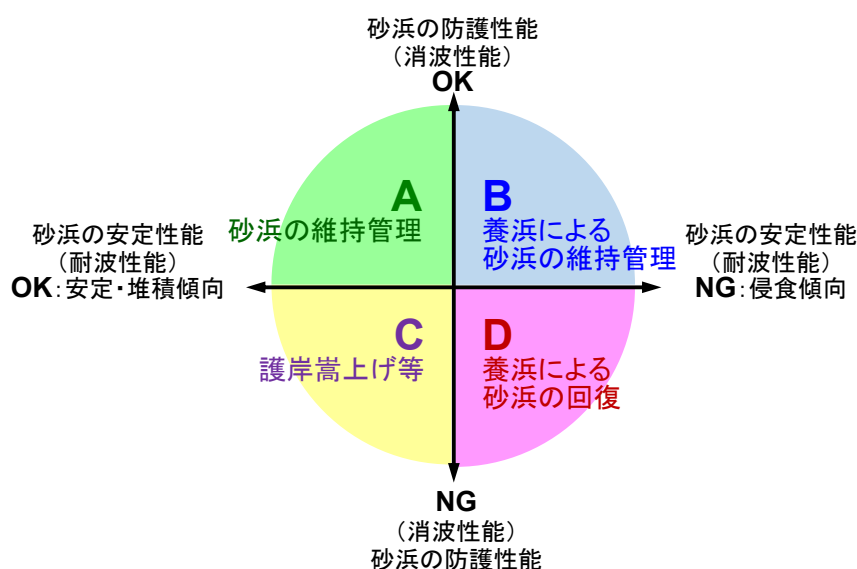 砂浜の防護性能
（消波性能）
OK
A
砂浜の維持管理
B
養浜による
砂浜の維持管理
砂浜の安定性能
（耐波性能）
OK：安定・堆積傾向
砂浜の安定性能
（耐波性能）
NG：侵食傾向
C
護岸嵩上げ等
D
養浜による
砂浜の回復
NG
（消波性能）
砂浜の防護性能